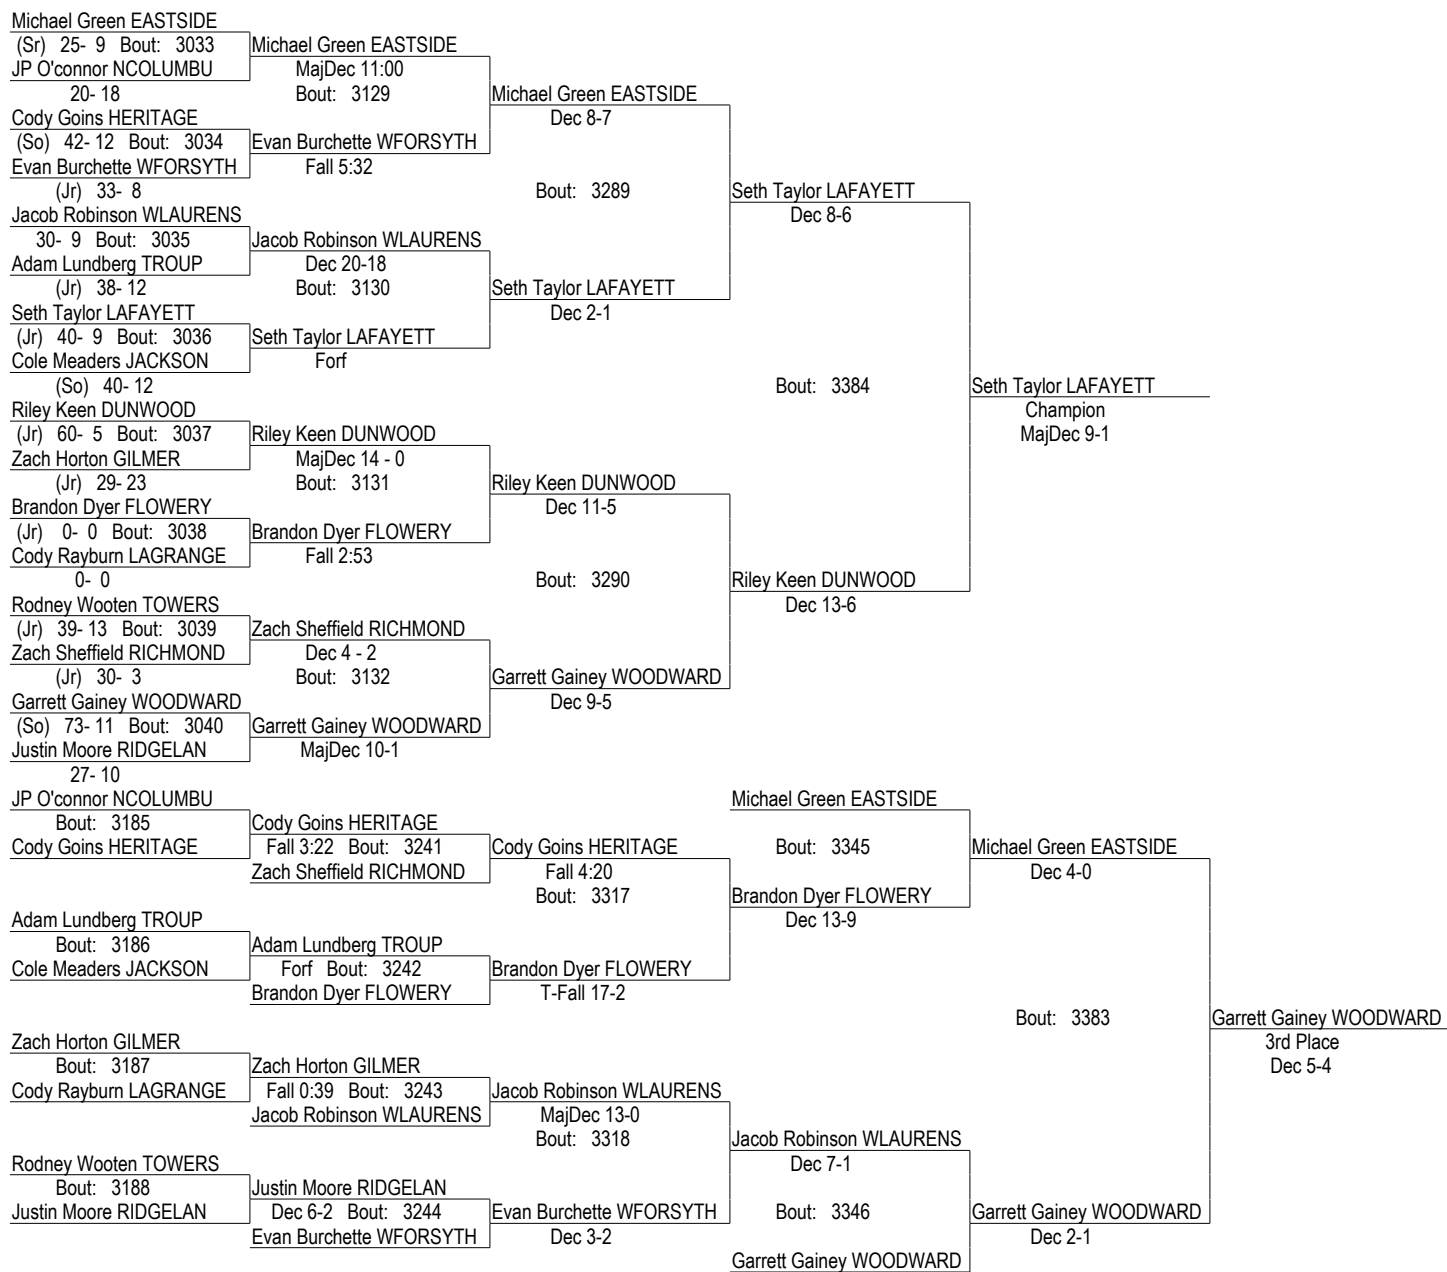 Michael Green EASTSIDE
(Sr) 25- 9 Bout: 3033 Michael Green EASTSIDE
JP O'connor NCOLUMBU MajDec 11:00
20- 18 Bout: 3129 Michael Green EASTSIDE
Cody Goins HERITAGE Dec 8-7
(So) 42- 12 Bout: 3034 Evan Burchette WFORSYTH
Evan Burchette WFORSYTH Fall 5:32
(Jr) 33- 8 Bout: 3289 Seth Taylor LAFAYETT
Jacob Robinson WLAURENS Dec 8-6
30- 9 Bout: 3035 Jacob Robinson WLAURENS
Adam Lundberg TROUP Dec 20-18
(Jr) 38- 12 Bout: 3130 Seth Taylor LAFAYETT
Seth Taylor LAFAYETT Dec 2-1
(Jr) 40- 9 Bout: 3036 Seth Taylor LAFAYETT
Cole Meaders JACKSON Forf
(So) 40- 12 Bout: 3384 Seth Taylor LAFAYETT
Riley Keen DUNWOOD Champion
(Jr) 60- 5 Bout: 3037 Riley Keen DUNWOOD MajDec 9-1
Zach Horton GILMER MajDec 14 - 0
(Jr) 29- 23 Bout: 3131 Riley Keen DUNWOOD
Brandon Dyer FLOWERY Dec 11-5
(Jr) 0- 0 Bout: 3038 Brandon Dyer FLOWERY
Cody Rayburn LAGRANGE Fall 2:53
0- 0 Bout: 3290 Riley Keen DUNWOOD
Rodney Wooten TOWERS Dec 13-6
(Jr) 39- 13 Bout: 3039 Zach Sheffield RICHMOND
Zach Sheffield RICHMOND Dec 4 - 2
(Jr) 30- 3 Bout: 3132 Garrett Gainey WOODWARD
Garrett Gainey WOODWARD Dec 9-5
(So) 73- 11 Bout: 3040 Garrett Gainey WOODWARD
Justin Moore RIDGELAN MajDec 10-1
27- 10
JP O'connor NCOLUMBU Michael Green EASTSIDE
Bout: 3185 Cody Goins HERITAGE
Cody Goins HERITAGE Fall 3:22 Bout: 3241 Cody Goins HERITAGE Bout: 3345 Michael Green EASTSIDE
Zach Sheffield RICHMOND Fall 4:20 Dec 4-0
Bout: 3317 Brandon Dyer FLOWERY
Adam Lundberg TROUP Dec 13-9
Bout: 3186 Adam Lundberg TROUP
Cole Meaders JACKSON Forf Bout: 3242 Brandon Dyer FLOWERY
Brandon Dyer FLOWERY T-Fall 17-2
Bout: 3383 Garrett Gainey WOODWARD
Zach Horton GILMER 3rd Place
Bout: 3187 Zach Horton GILMER Dec 5-4
Cody Rayburn LAGRANGE Fall 0:39 Bout: 3243 Jacob Robinson WLAURENS
Jacob Robinson WLAURENS MajDec 13-0
Bout: 3318 Jacob Robinson WLAURENS
Rodney Wooten TOWERS Dec 7-1
Bout: 3188 Justin Moore RIDGELAN
Justin Moore RIDGELAN Dec 6-2 Bout: 3244 Evan Burchette WFORSYTH Bout: 3346 Garrett Gainey WOODWARD
Evan Burchette WFORSYTH Dec 3-2 Dec 2-1
Garrett Gainey WOODWARD